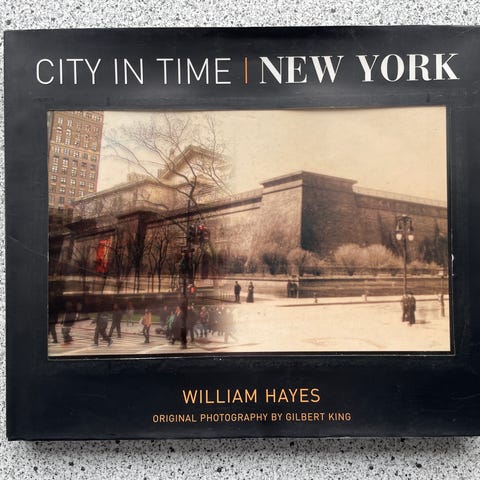 CITY IN TIME | NEW YORK
WILLIAM HAYES
ORIGINAL PHOTOGRAPHY BY GILBERT KING